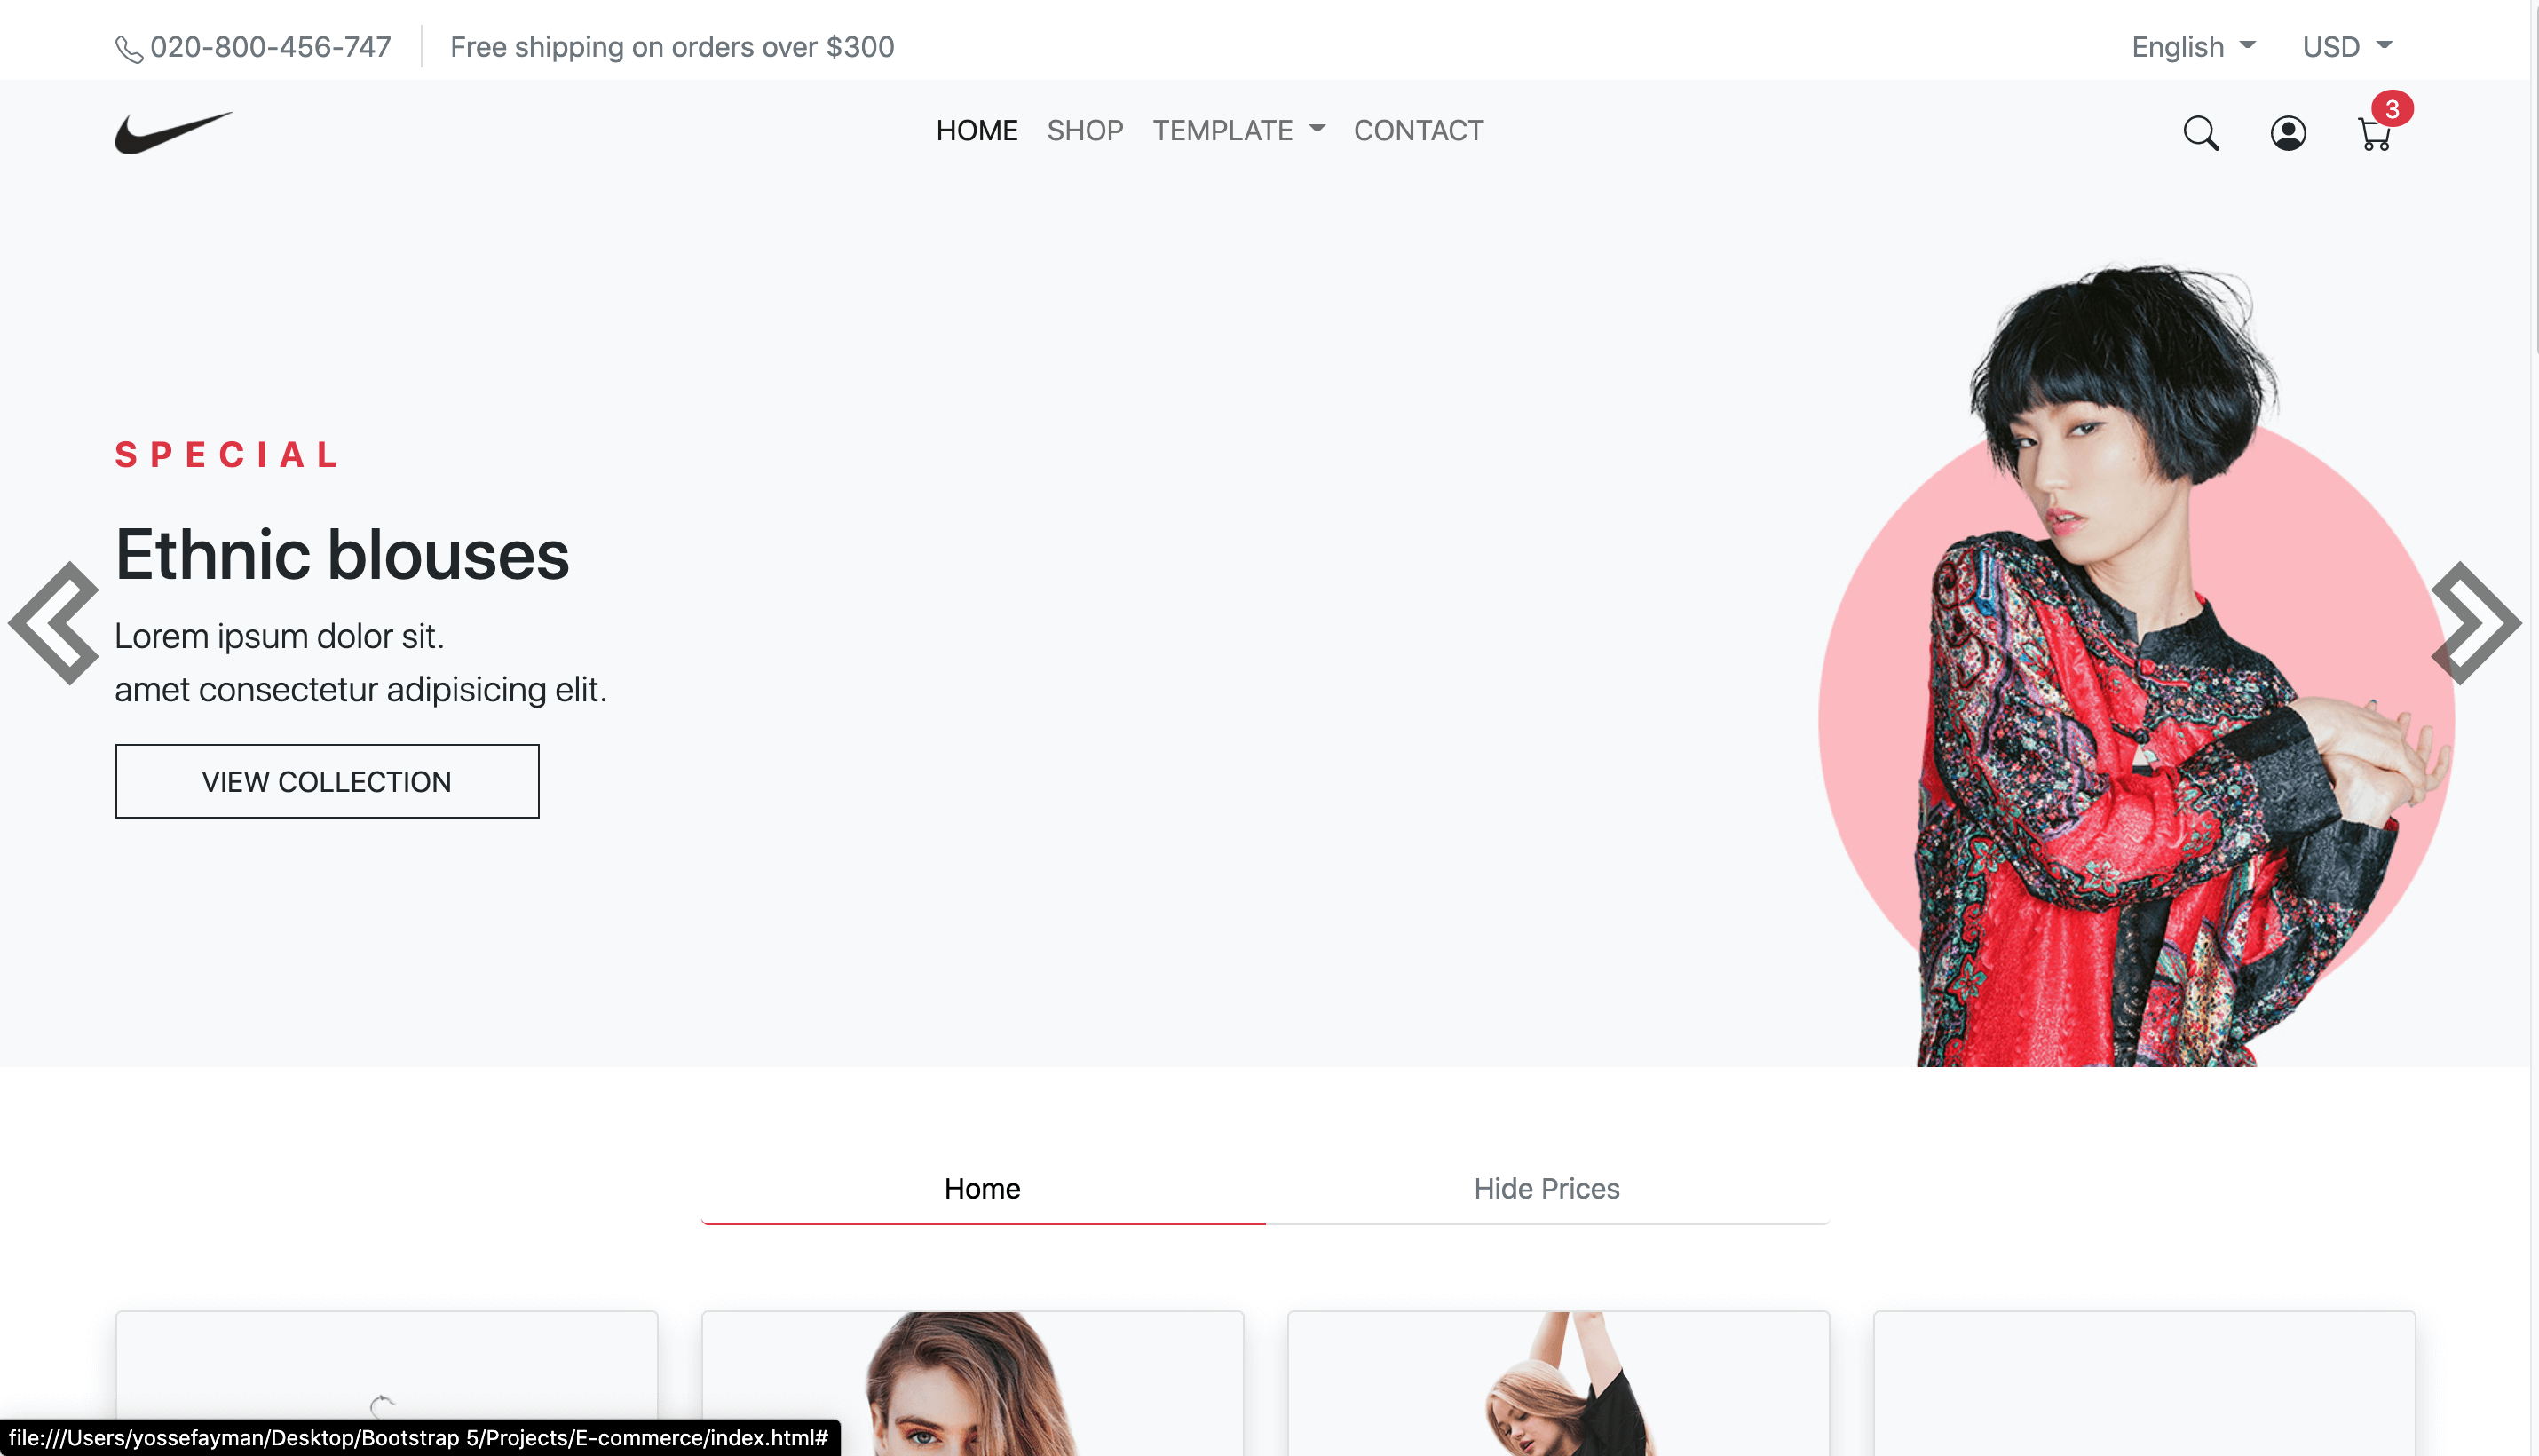 020-800-456-747
Free shipping on orders over $300
English
USD
HOME
SHOP
TEMPLATE
CONTACT
3
SPECIAL
Ethnic blouses
Lorem ipsum dolor sit.
amet consectetur adipisicing elit.
VIEW COLLECTION
Home
Hide Prices
file:///Users/yossefayman/Desktop/Bootstrap 5/Projects/E-commerce/index.html#